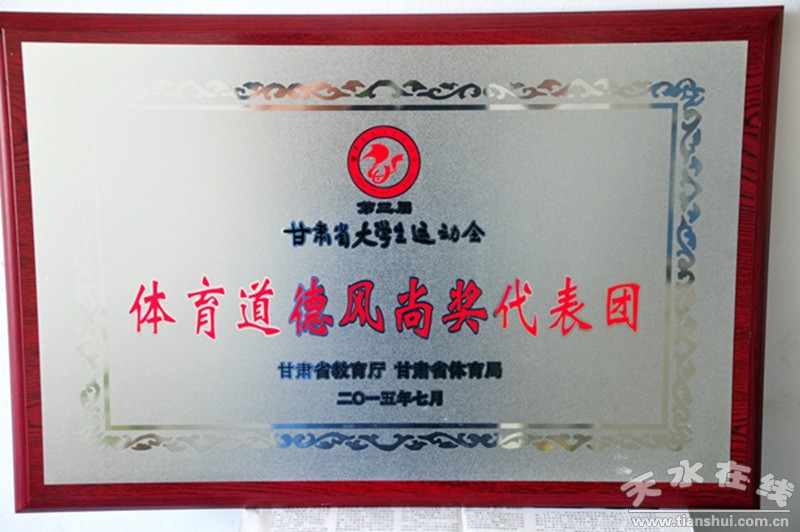 第三届
甘肃省大学生运动会
体育道德风尚奖代表团
甘肃省教育厅 甘肃省体育局
二〇一五年七月
天水在线
www.tianshui.com.cn